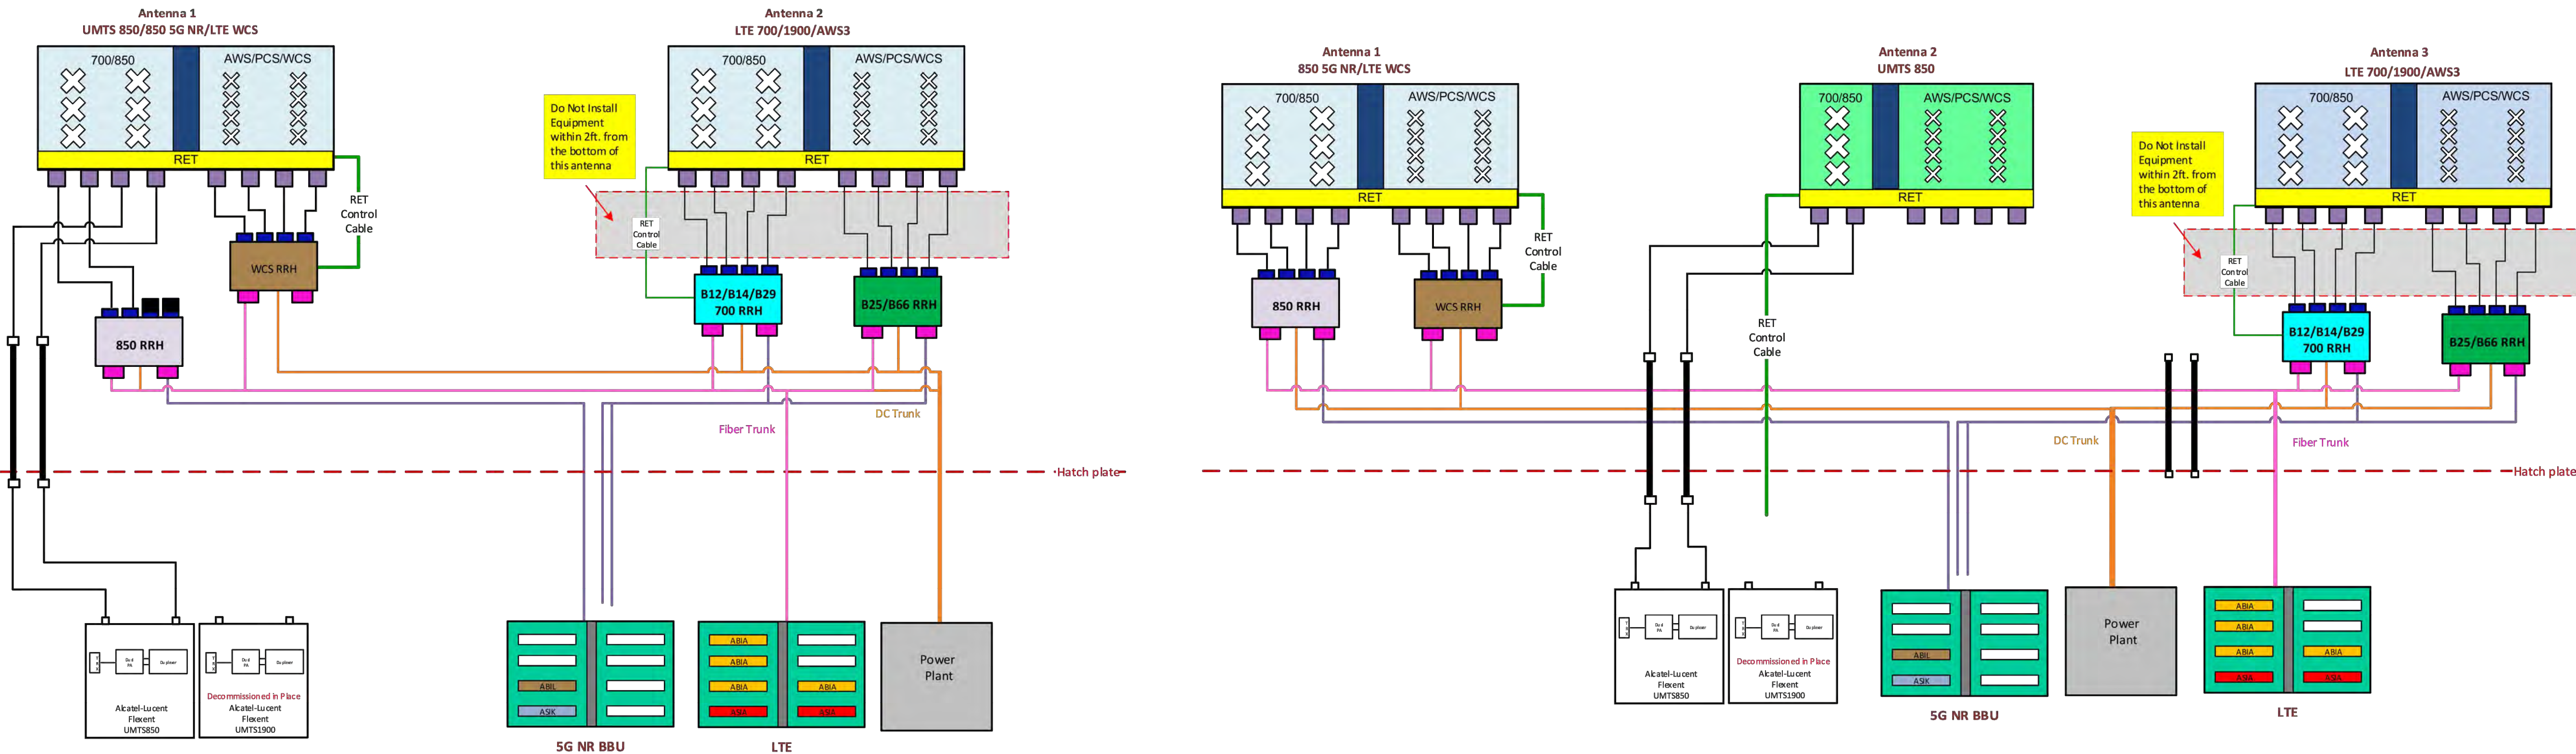 Antenna 1
UMTS 850/850 5G NR/LTE WCS
700/850
AWS/PCS/WCS
RET
RET
Control
Cable
WCS RRH
850 RRH
Antenna 2
LTE 700/1900/AWS3
Do Not Install
Equipment
within 2ft. from
the bottom of
this antenna
700/850
AWS/PCS/WCS
RET
RET
Control
Cable
B12/B14/B29
700 RRH
B25/B66 RRH
DC Trunk
Fiber Trunk
Hatch plate
Alcatel-Lucent
Flexent
UMTS850
Decommissioned in Place
Alcatel-Lucent
Flexent
UMTS1900
ABIL
ASIK
5G NR BBU
ABIA
ABIA
ABIA
ABIA
ASIA
ASIA
LTE
Power
Plant
Antenna 1
850 5G NR/LTE WCS
700/850
AWS/PCS/WCS
RET
RET
Control
Cable
850 RRH
WCS RRH
Antenna 2
UMTS 850
700/850
AWS/PCS/WCS
RET
RET
Control
Cable
Antenna 3
LTE 700/1900/AWS3
Do Not Install
Equipment
within 2ft. from
the bottom of
this antenna
700/850
AWS/PCS/WCS
RET
RET
Control
Cable
B12/B14/B29
700 RRH
B25/B66 RRH
DC Trunk
Fiber Trunk
Hatch plate
Alcatel-Lucent
Flexent
UMTS850
Decommissioned in Place
Alcatel-Lucent
Flexent
UMTS1900
ABIL
ASIK
5G NR BBU
Power
Plant
ABIA
ABIA
ABIA
ABIA
ASIA
ASIA
LTE